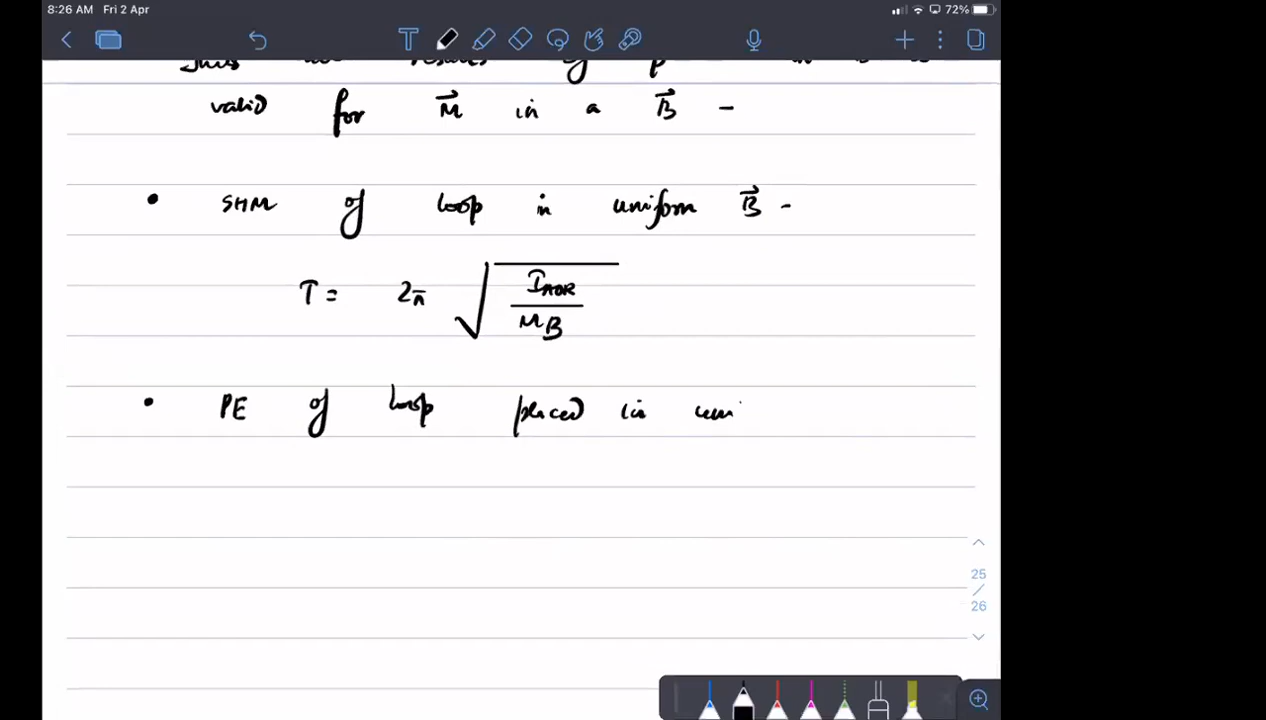 8:26 AM Fri 2 Apr 72%
valid for M⃗ in a B⃗ –
• SHM of loop in uniform B⃗ –
T = 2π √(I_AOR / MB)
• PE of loop placed in uni
25
/
26